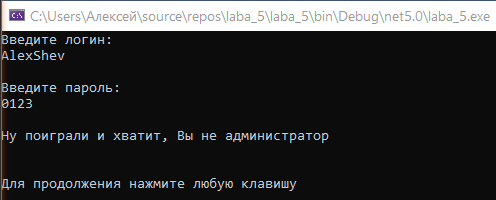 C:\Users\Алексей\source\repos\laba_5\laba_5\bin\Debug\net5.0\laba_5.exe
Введите логин:
AlexShev
Введите пароль:
0123
Ну поиграли и хватит, Вы не администратор
Для продолжения нажмите любую клавишу